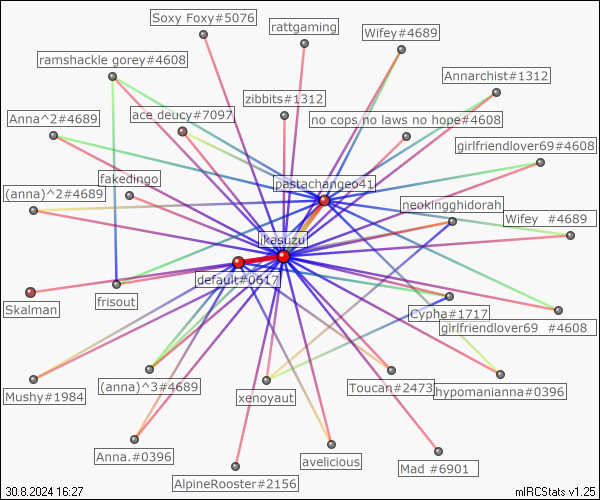 Soxy Foxy#5076
rattgaming
Wifey#4689
ramshackle gorey#4608
Annarchist#1312
zibbits#1312
Anna^2#4689
ace deucy#7097
no cops no laws no hope#4608
girlfriendlover69#4608
fakedingo
pastachangeo41
(anna)^2#4689
neokingghidorah
Wifey  #4689
ikasuzu
default#0617
Skalman
frisout
Cypha#1717
girlfriendlover69  #4608
Mushy#1984
(anna)^3#4689
xenoyaut
Toucan#2473
hypomanianna#0396
Anna.#0396
avelicious
Mad #6901
AlpineRooster#2156
30.8.2024 16:27
mIRCStats v1.25